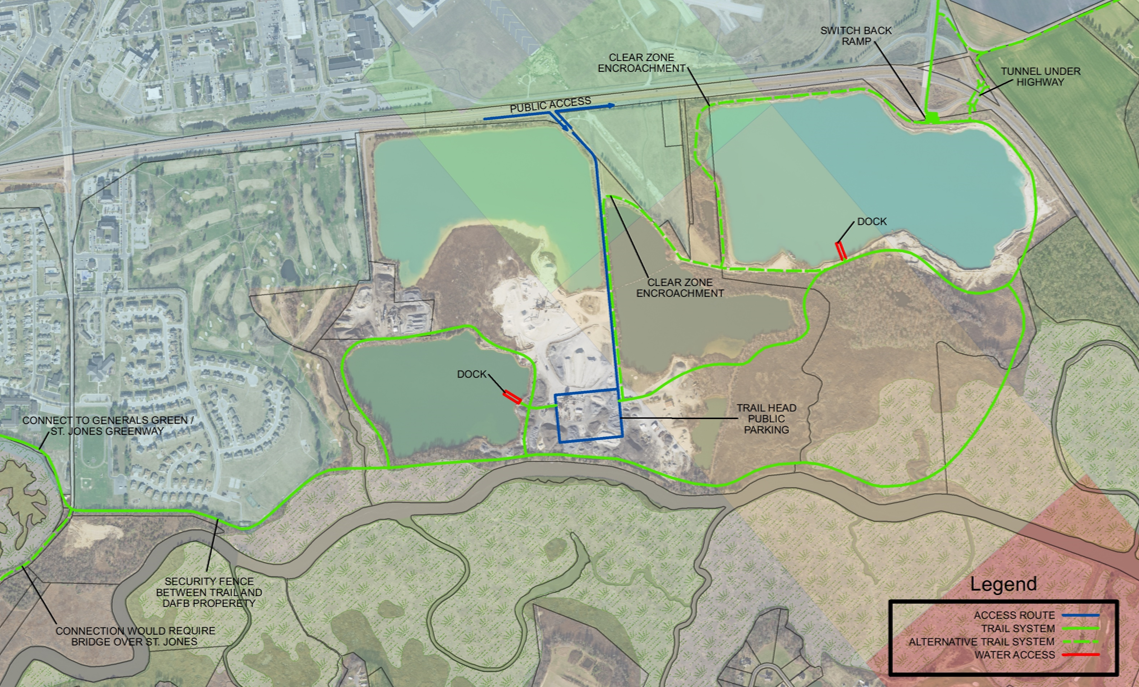 SWITCH BACK
RAMP
CLEAR ZONE
ENCROACHMENT
TUNNEL UNDER
HIGHWAY
PUBLIC ACCESS
DOCK
CLEAR ZONE
ENCROACHMENT
DOCK
TRAIL HEAD
PUBLIC
PARKING
CONNECT TO GENERALS GREEN /
ST. JONES GREENWAY
SECURITY FENCE
BETWEEN TRAIL AND
DAFB PROPERETY
CONNECTION WOULD REQUIRE
BRIDGE OVER ST. JONES
Legend
ACCESS ROUTE
TRAIL SYSTEM
ALTERNATIVE TRAIL SYSTEM
WATER ACCESS